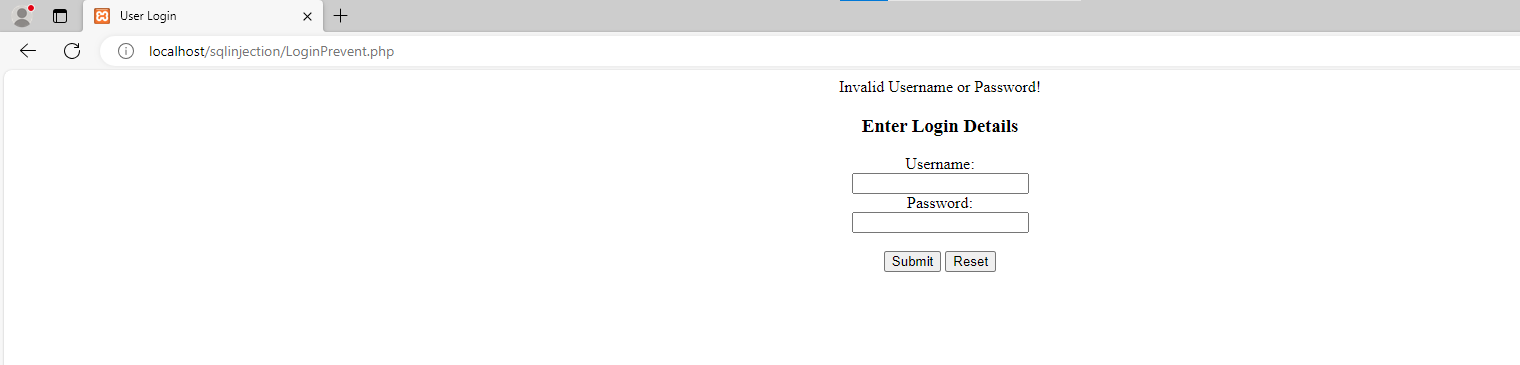 User Login
localhost/sqlinjection/LoginPrevent.php
Invalid Username or Password!
Enter Login Details
Username:
Password:
Submit Reset